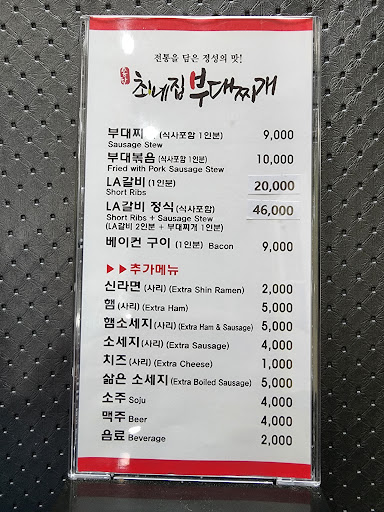 전통을 담은 정성의 맛!
최네집 부대찌개
부대찌 (식사포함 1인분) 9,000
Sausage Stew
부대볶음 (식사포함 1인분) 10,000
Fried with Pork Sausage Stew
LA갈비 (1인분) 20,000
Short Ribs
LA갈비 정식 (식사포함) 46,000
Short Ribs + Sausage Stew
(LA갈비 2인분 + 부대찌개 1인분)
베이컨 구이 (1인분) Bacon 9,000
▶▶추가메뉴
신라면 (사리) (Extra Shin Ramen) 2,000
햄 (사리) (Extra Ham) 5,000
햄소세지 (사리) (Extra Ham & Sausage) 5,000
소세지 (사리) (Extra Sausage) 4,000
치즈 (사리) (Extra Cheese) 1,000
삶은 소세지 (Extra Boiled Sausage) 5,000
소주 Soju 4,000
맥주 Beer 4,000
음료 Beverage 2,000